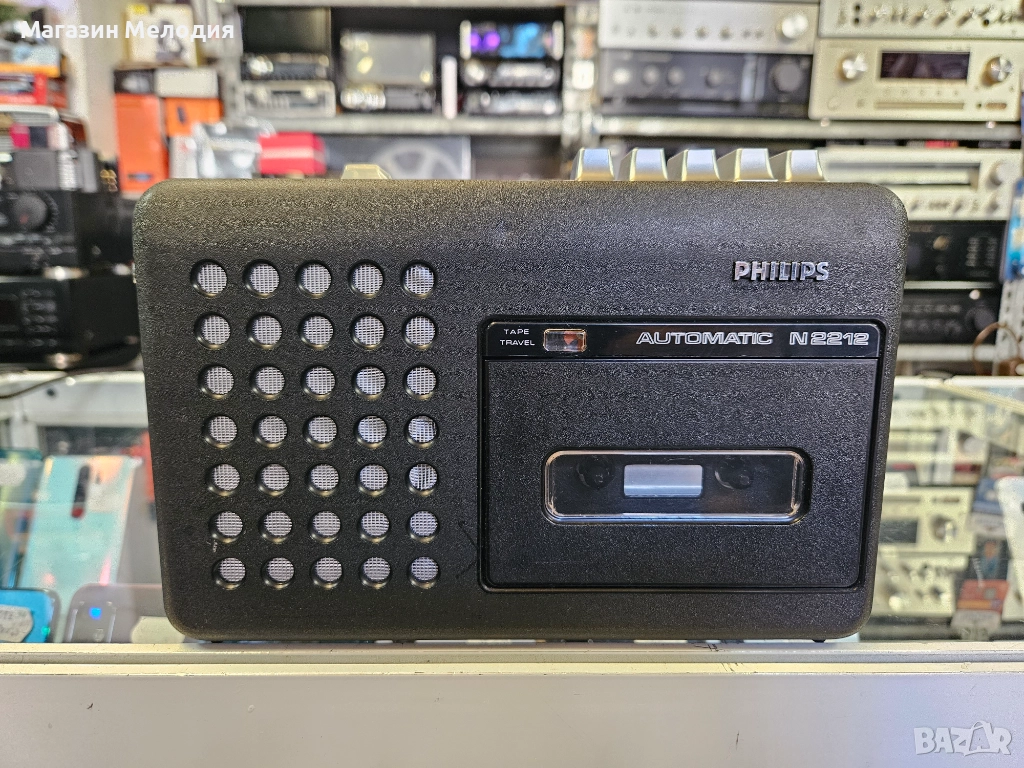 Магазин Мелодия
PHILIPS
TAPE
TRAVEL
AUTOMATIC N2212
BAZAR